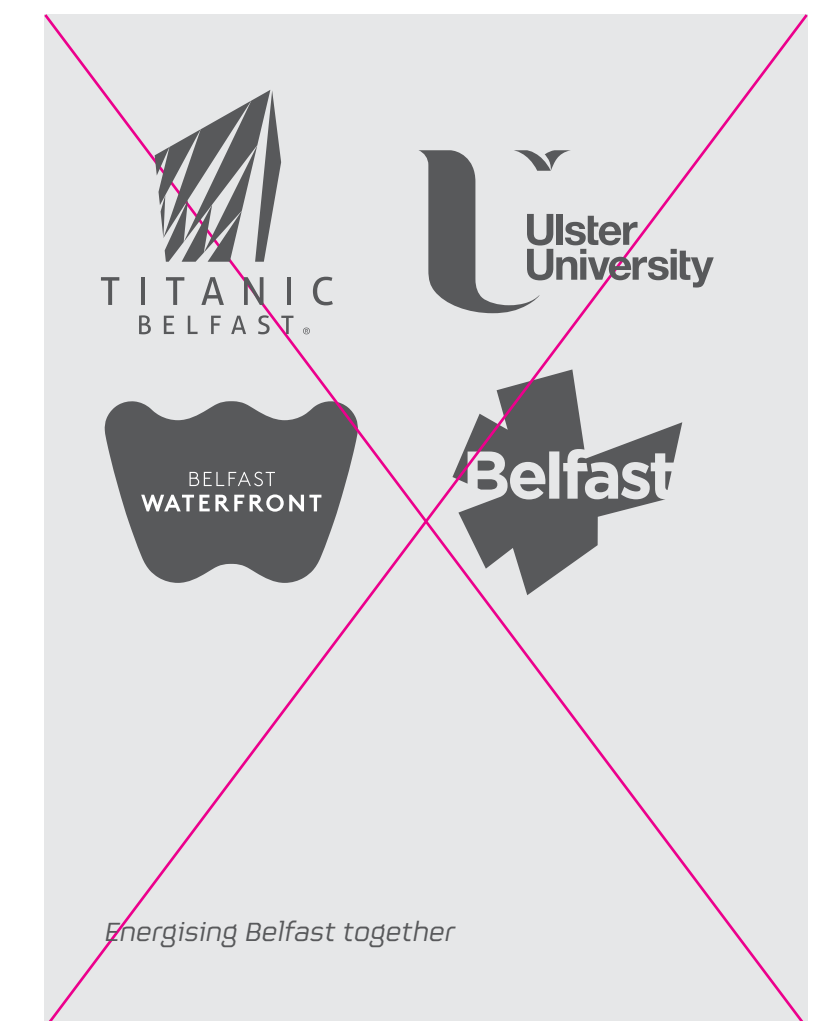 TITANIC
BELFAST®
Ulster
University
BELFAST
WATERFRONT
Belfast
Energising Belfast together